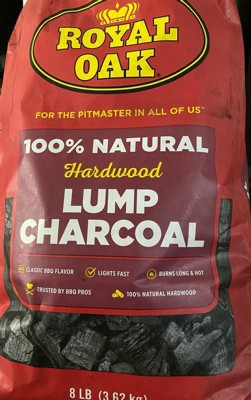 ROYAL
OAK
FOR THE PITMASTER IN ALL OF US™
100% NATURAL
Hardwood
LUMP
CHARCOAL
CLASSIC BBQ FLAVOR
LIGHTS FAST
BURNS LONG & HOT
TRUSTED BY BBQ PROS
100% NATURAL HARDWOOD
8 LB (3.62 kg)